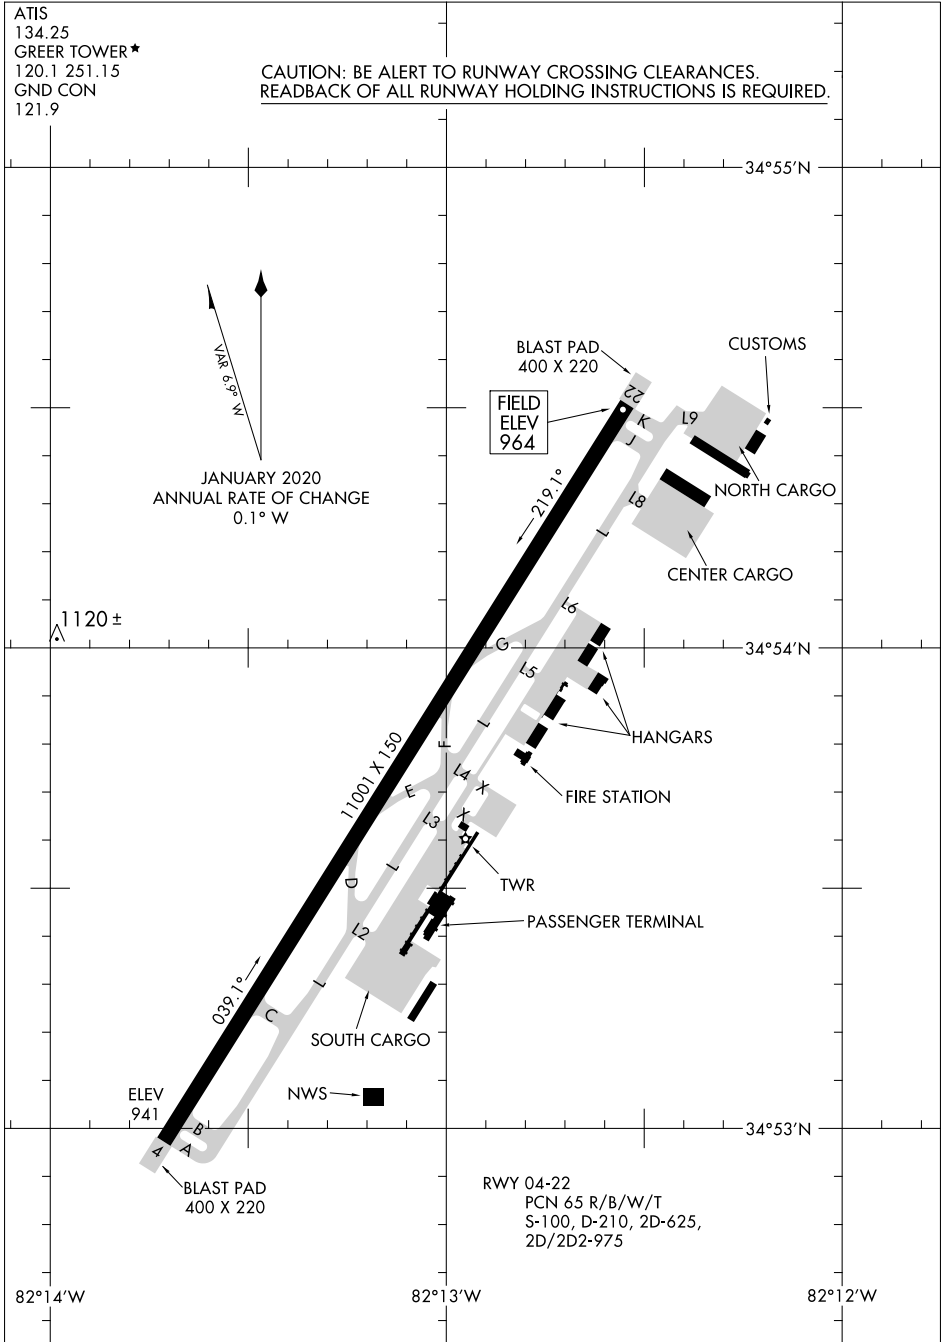 ATIS
134.25
GREER TOWER★
120.1 251.15
GND CON
121.9
CAUTION: BE ALERT TO RUNWAY CROSSING CLEARANCES.
READBACK OF ALL RUNWAY HOLDING INSTRUCTIONS IS REQUIRED.
34°55'N
VAR 6.9° W
JANUARY 2020
ANNUAL RATE OF CHANGE
0.1° W
BLAST PAD
400 X 220
CUSTOMS
22
FIELD
ELEV
964
K
J
L9
NORTH CARGO
219.1°
L8
L
CENTER CARGO
1120 ±
L6
G
34°54'N
L5
L
HANGARS
F
11001 X 150
L4
X
E
FIRE STATION
L3
X
L
TWR
D
PASSENGER TERMINAL
L2
L
039.1°
C
SOUTH CARGO
ELEV
941
NWS
B
A
4
34°53'N
BLAST PAD
400 X 220
RWY 04-22
PCN 65 R/B/W/T
S-100, D-210, 2D-625,
2D/2D2-975
82°14'W
82°13'W
82°12'W